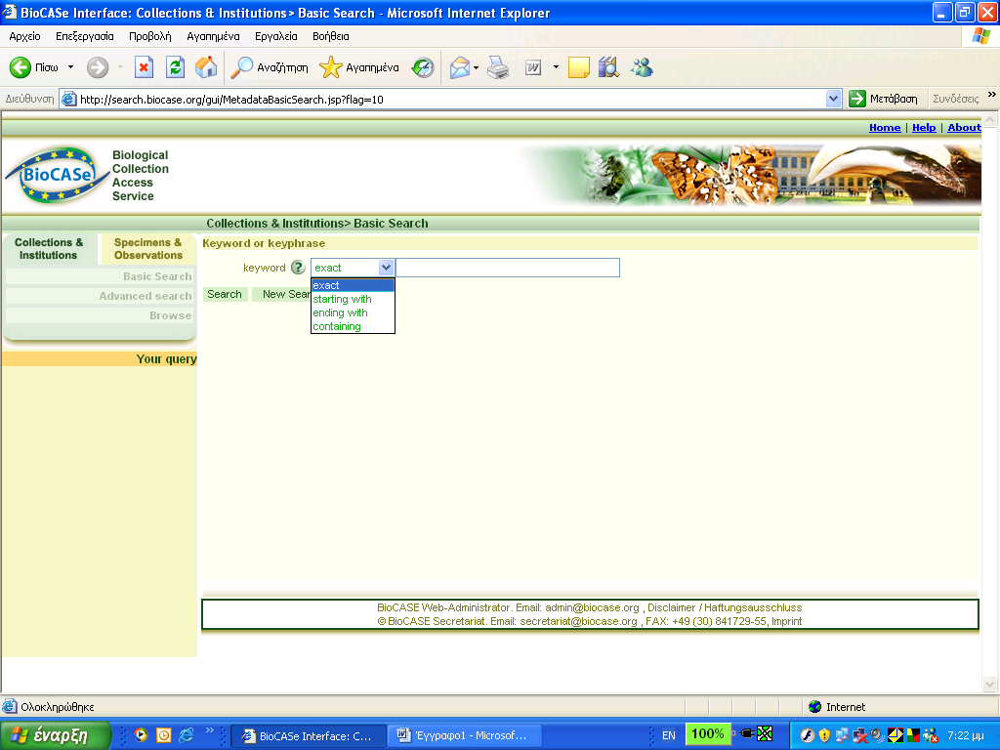 BioCASe Interface: Collections & Institutions> Basic Search - Microsoft Internet Explorer
Αρχείο Επεξεργασία Προβολή Αγαπημένα Εργαλεία Βοήθεια
Πίσω Αναζήτηση Αγαπημένα
Διεύθυνση http://search.biocase.org/gui/MetadataBasicSearch.jsp?flag=10 Μετάβαση Συνδέσεις »
Home | Help | About
BioCASe
Biological
Collection
Access
Service
Collections & Institutions> Basic Search
Collections &
Institutions
Specimens &
Observations
Basic Search
Advanced search
Browse
Your query
Keyword or keyphrase
keyword ? exact
exact
starting with
ending with
containing
Search New Sear
BioCASE Web-Administrator. Email: admin@biocase.org , Disclaimer / Haftungsausschluss
© BioCASE Secretariat. Email: secretariat@biocase.org , FAX: +49 (30) 841729-55, Imprint
Ολοκληρώθηκε Internet
έναρξη » BioCASe Interface: C... Έγγραφο1 - Microsof... EN 100% 7:22 μμ